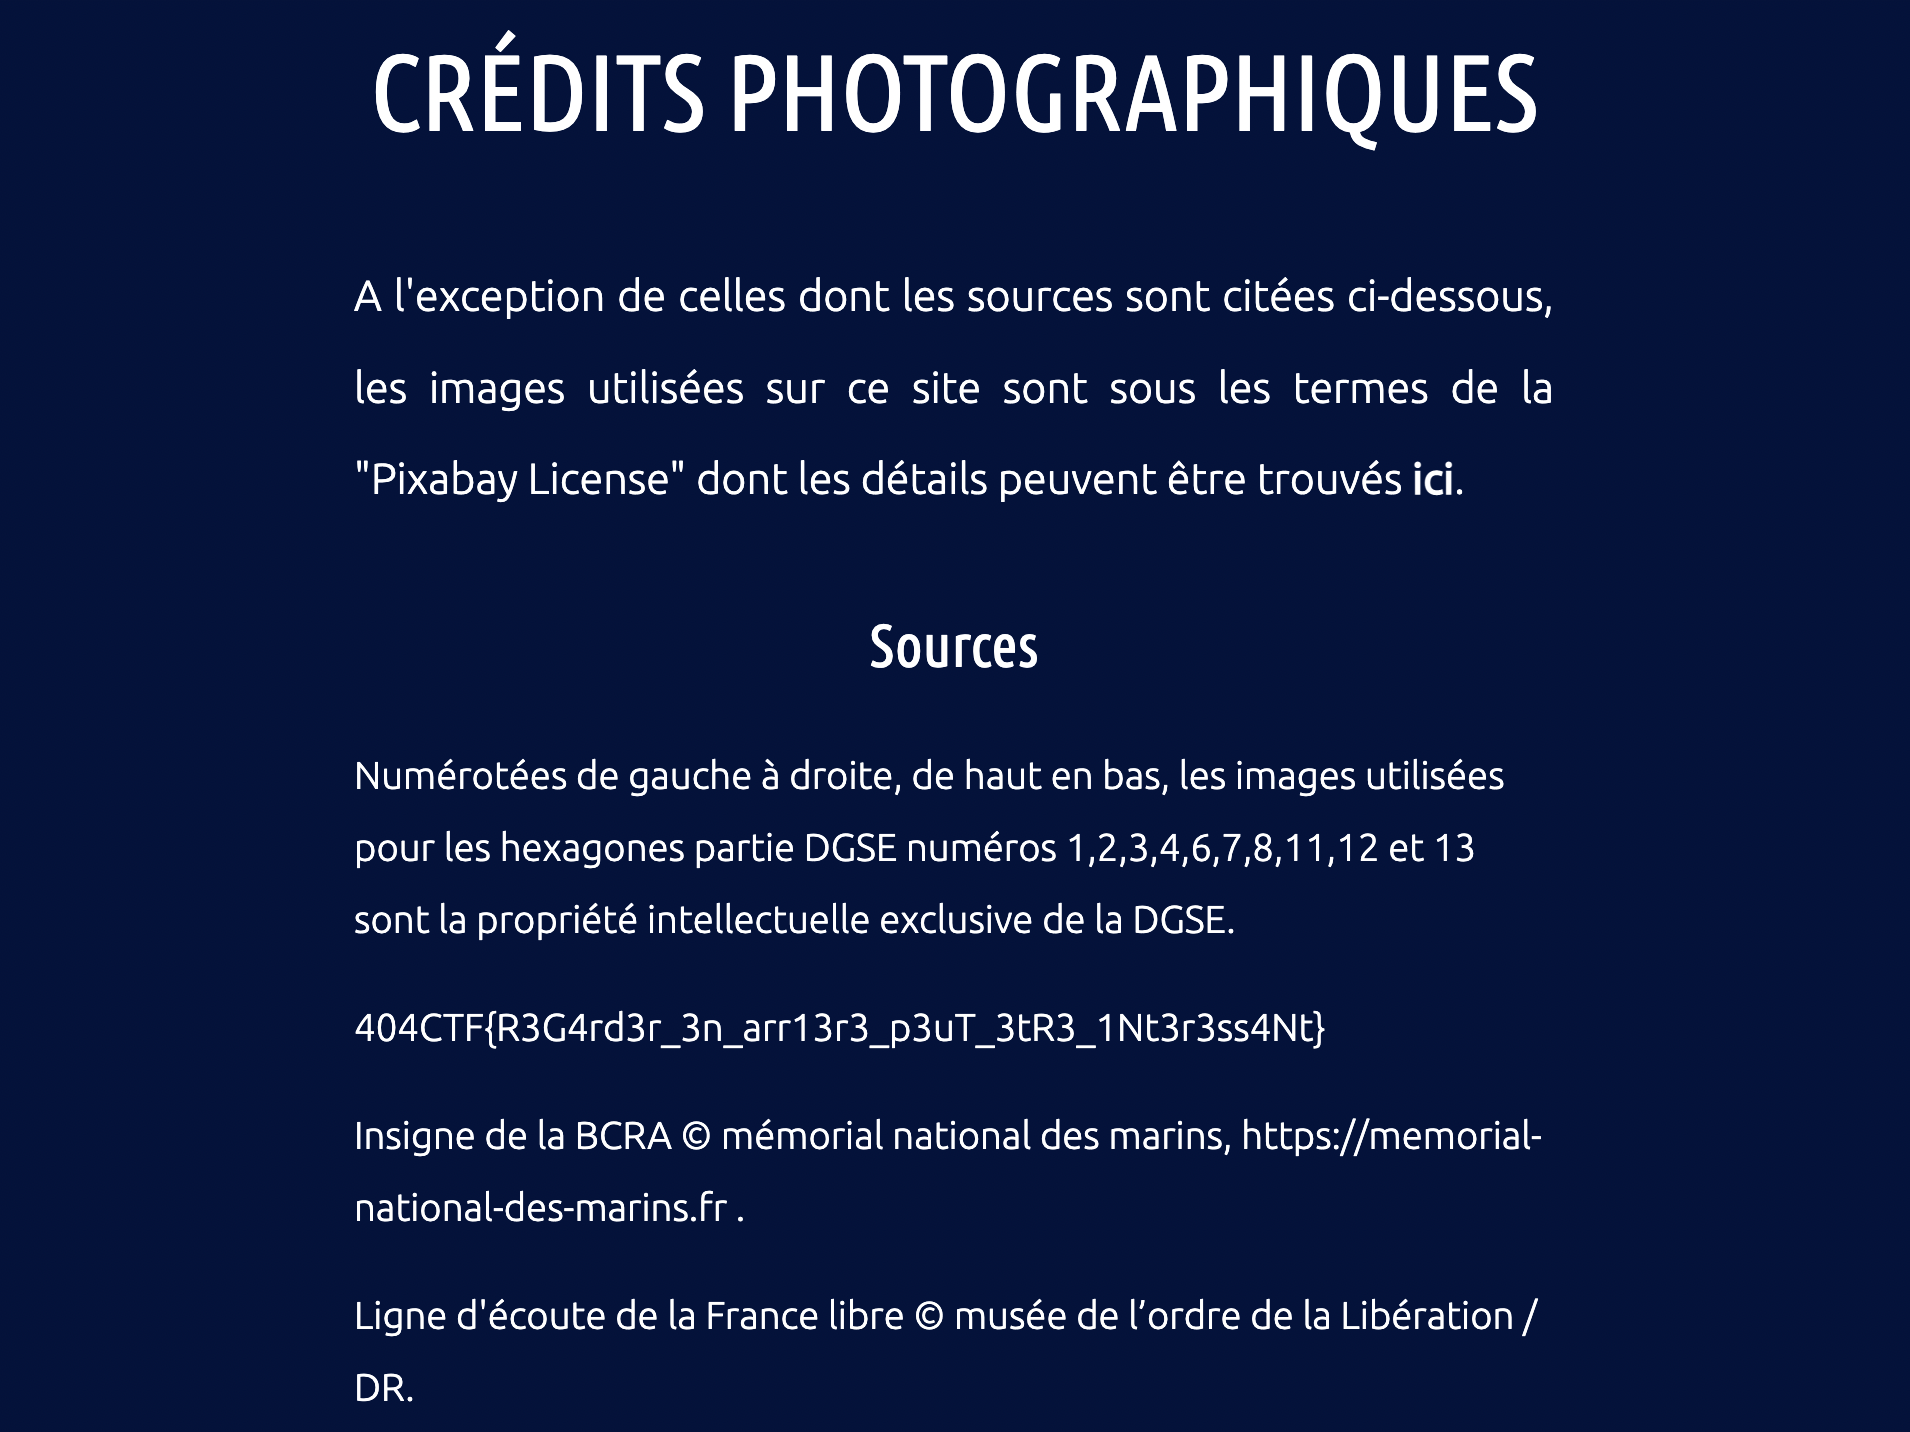 CRÉDITS PHOTOGRAPHIQUES
A l'exception de celles dont les sources sont citées ci-dessous,
les images utilisées sur ce site sont sous les termes de la
"Pixabay License" dont les détails peuvent être trouvés ici.
Sources
Numérotées de gauche à droite, de haut en bas, les images utilisées
pour les hexagones partie DGSE numéros 1,2,3,4,6,7,8,11,12 et 13
sont la propriété intellectuelle exclusive de la DGSE.
404CTF{R3G4rd3r_3n_arr13r3_p3uT_3tR3_1Nt3r3ss4Nt}
Insigne de la BCRA © mémorial national des marins, https://memorial-
national-des-marins.fr .
Ligne d'écoute de la France libre © musée de l’ordre de la Libération /
DR.